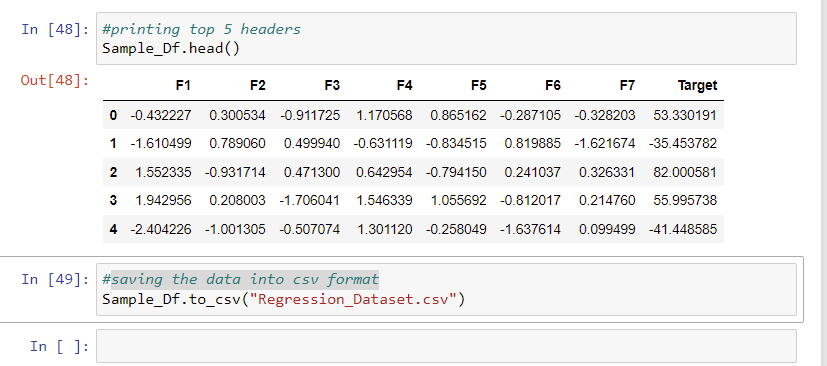 In [48]: #printing top 5 headers
Sample_Df.head()
Out[48]:
F1 F2 F3 F4 F5 F6 F7 Target
0 -0.432227 0.300534 -0.911725 1.170568 0.865162 -0.287105 -0.328203 53.330191
1 -1.610499 0.789060 0.499940 -0.631119 -0.834515 0.819885 -1.621674 -35.453782
2 1.552335 -0.931714 0.471300 0.642954 -0.794150 0.241037 0.326331 82.000581
3 1.942956 0.208003 -1.706041 1.546339 1.055692 -0.812017 0.214760 55.995738
4 -2.404226 -1.001305 -0.507074 1.301120 -0.258049 -1.637614 0.099499 -41.448585
In [49]: #saving the data into csv format
Sample_Df.to_csv("Regression_Dataset.csv")
In [ ]: